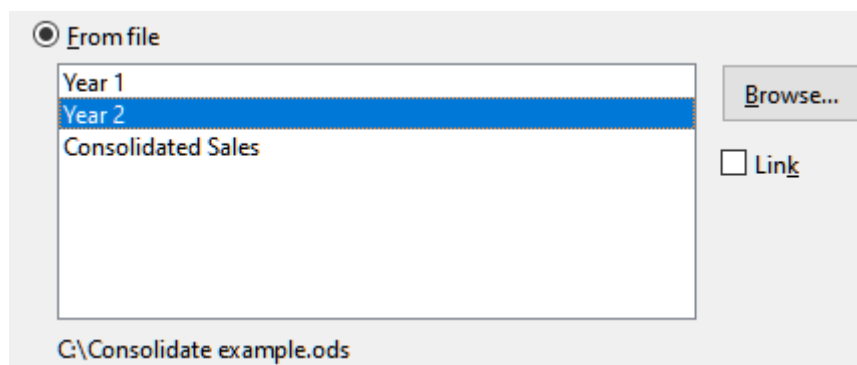 From file
Year 1
Browse...
Year 2
Consolidated Sales
Link
C:\Consolidate example.ods